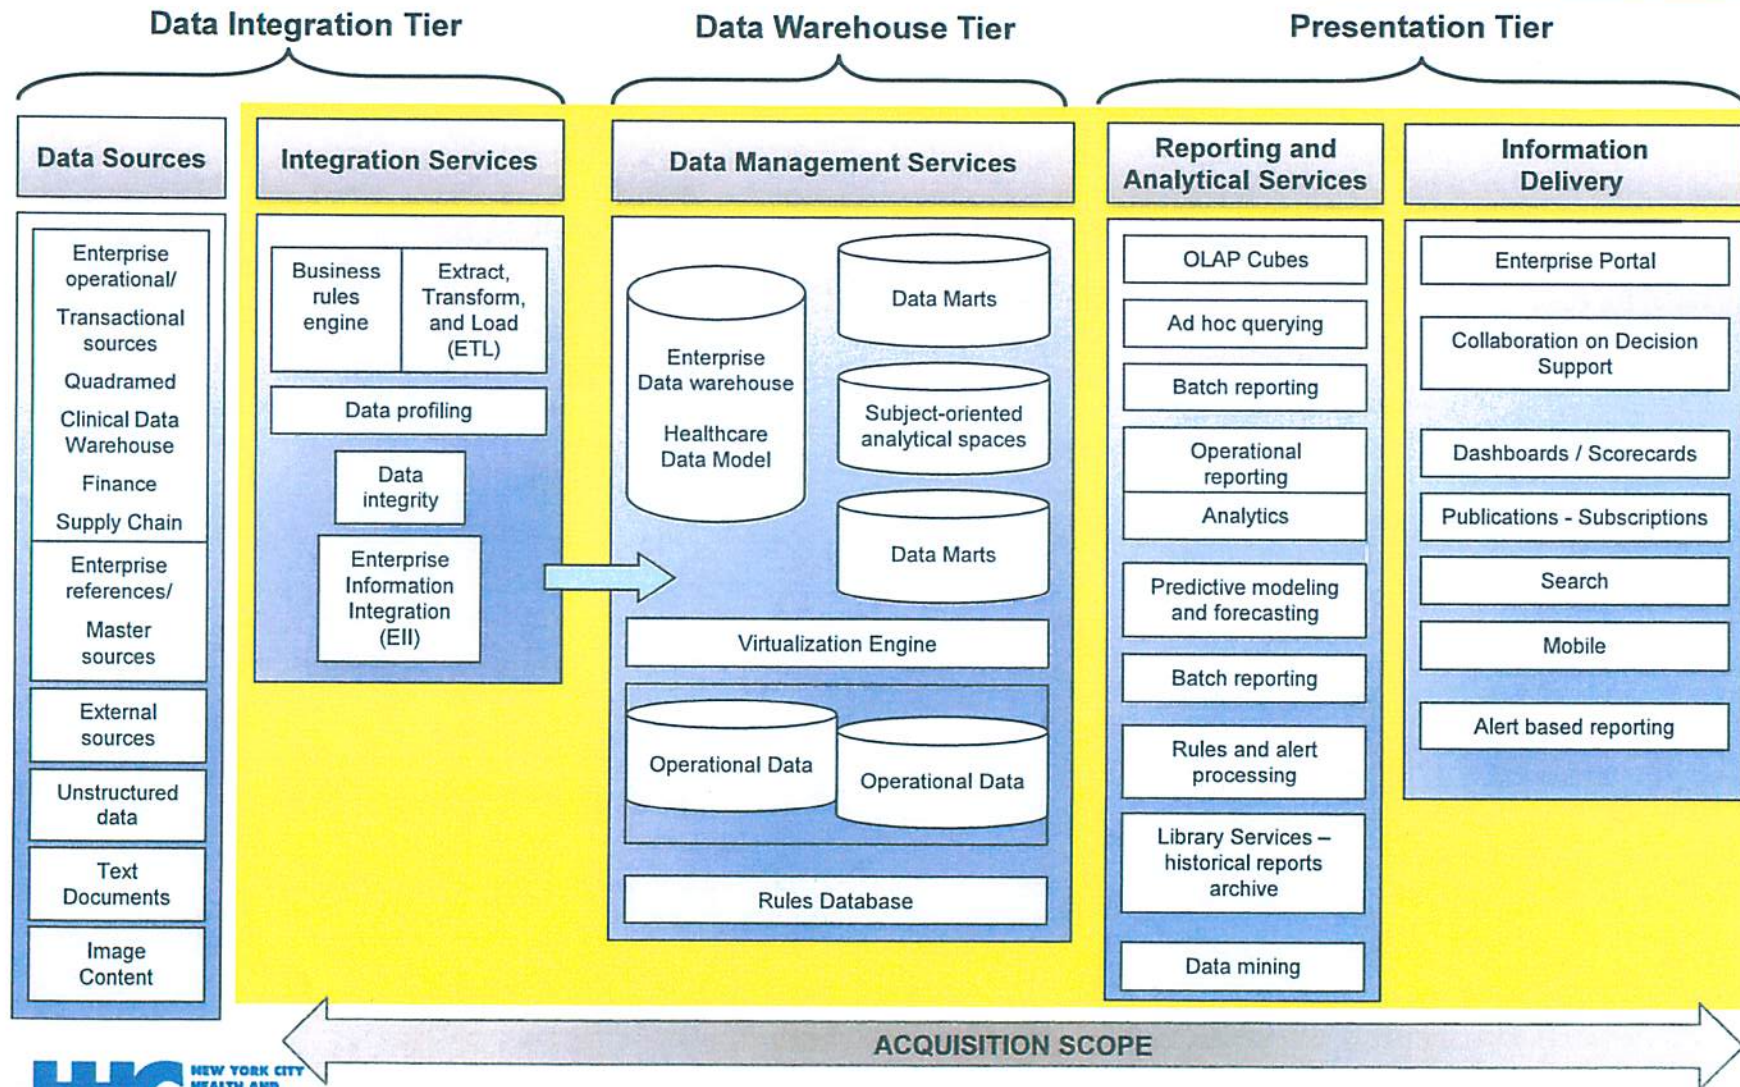 Data Integration Tier
Data Warehouse Tier
Presentation Tier
Data Sources
Integration Services
Data Management Services
Reporting and
Analytical Services
Information
Delivery
Enterprise
operational/
Transactional
sources
Quadramed
Clinical Data
Warehouse
Finance
Supply Chain
Enterprise
references/
Master
sources
External
sources
Unstructured
data
Text
Documents
Image
Content
Business
rules
engine
Extract,
Transform,
and Load
(ETL)
Data profiling
Data
integrity
Enterprise
Information
Integration
(EII)
Enterprise
Data warehouse
Healthcare
Data Model
Data Marts
Subject-oriented
analytical spaces
Data Marts
Virtualization Engine
Operational Data
Operational Data
Rules Database
OLAP Cubes
Ad hoc querying
Batch reporting
Operational
reporting
Analytics
Predictive modeling
and forecasting
Batch reporting
Rules and alert
processing
Library Services –
historical reports
archive
Data mining
Enterprise Portal
Collaboration on Decision
Support
Dashboards / Scorecards
Publications - Subscriptions
Search
Mobile
Alert based reporting
ACQUISITION SCOPE
HHC
NEW YORK CITY
HEALTH AND